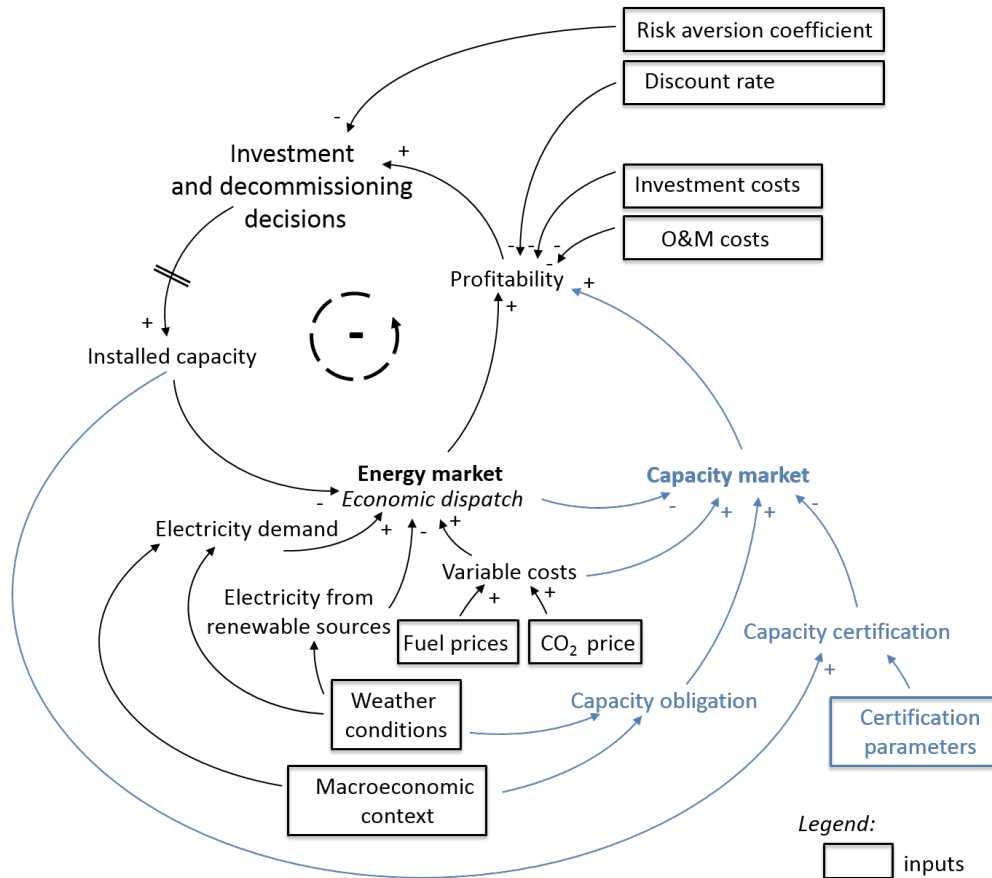 Risk aversion coefficient
Discount rate
-
+
Investment
and decommissioning
decisions
Investment costs
O&M costs
- - -
-
Profitability
+
+
+
Installed capacity
-
Energy market
Economic dispatch
Capacity market
-
-
+
+
-
Electricity demand
+
-
+
Variable costs
+
+
Electricity from
renewable sources
Fuel prices
CO₂ price
Capacity certification
+
Weather
conditions
Capacity obligation
Certification
parameters
Macroeconomic
context
Legend:
inputs